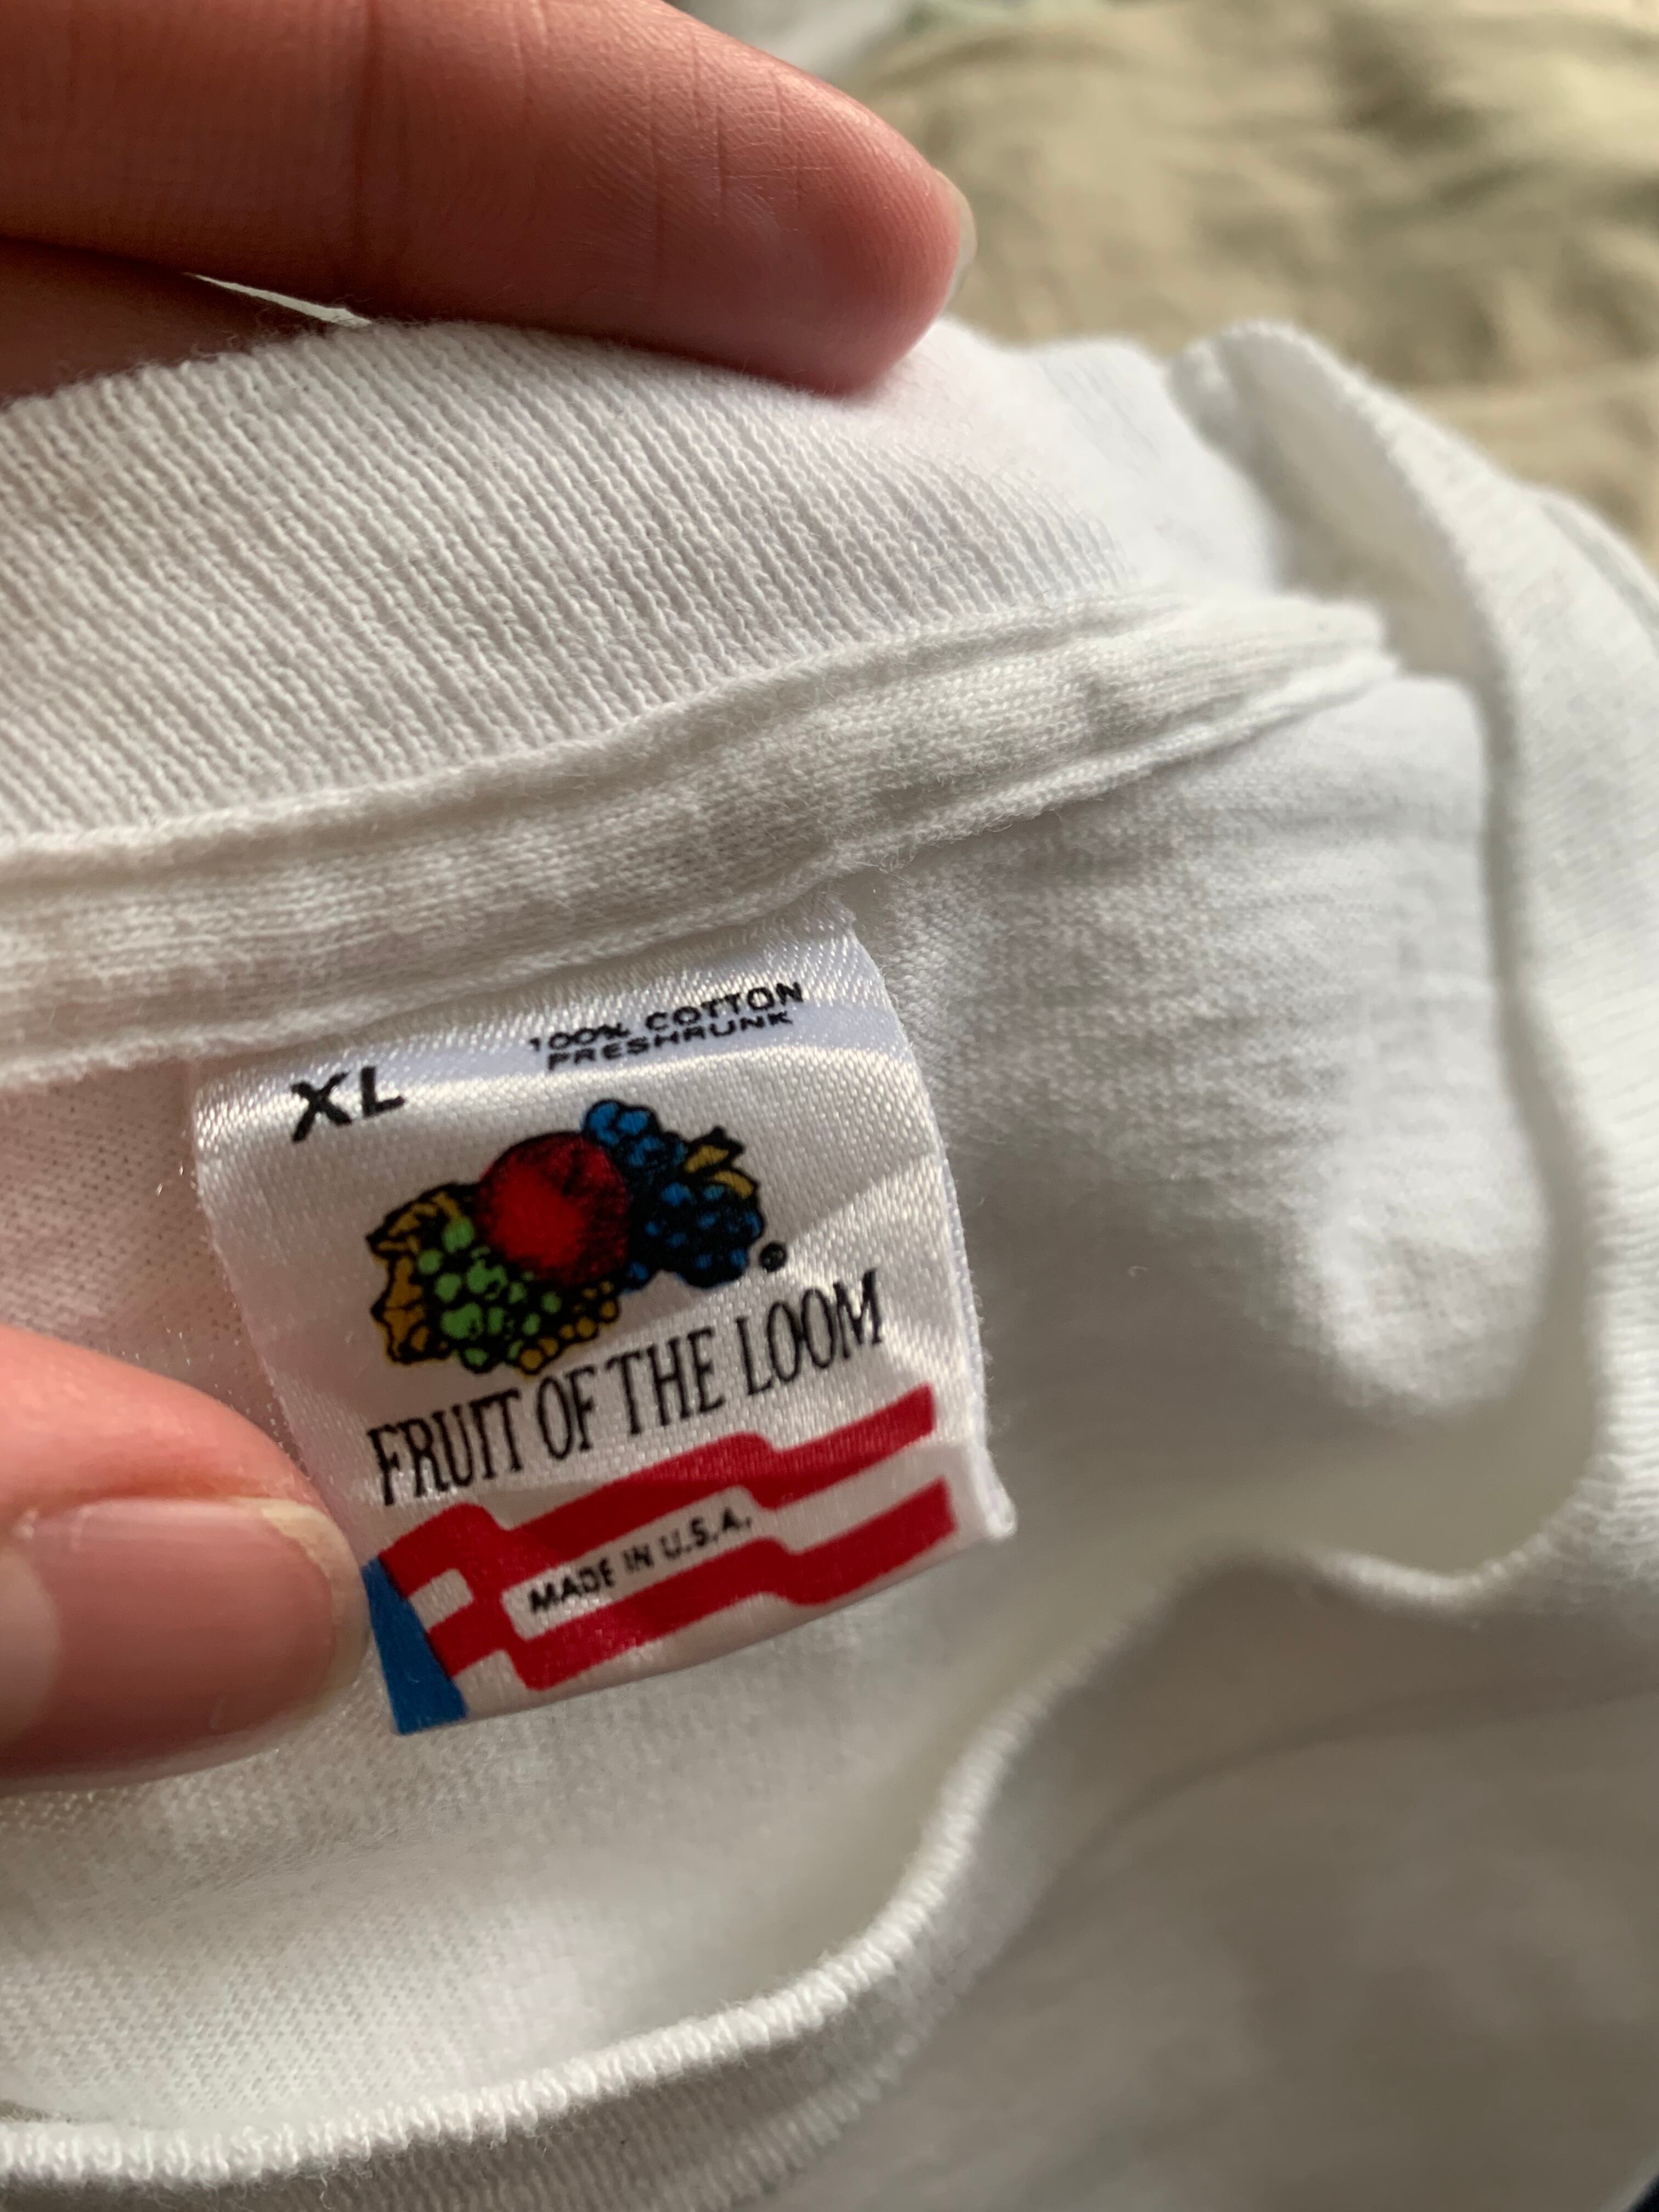 100% COTTON
PRESHRUNK
XL
®
FRUIT OF THE LOOM
MADE IN U.S.A.